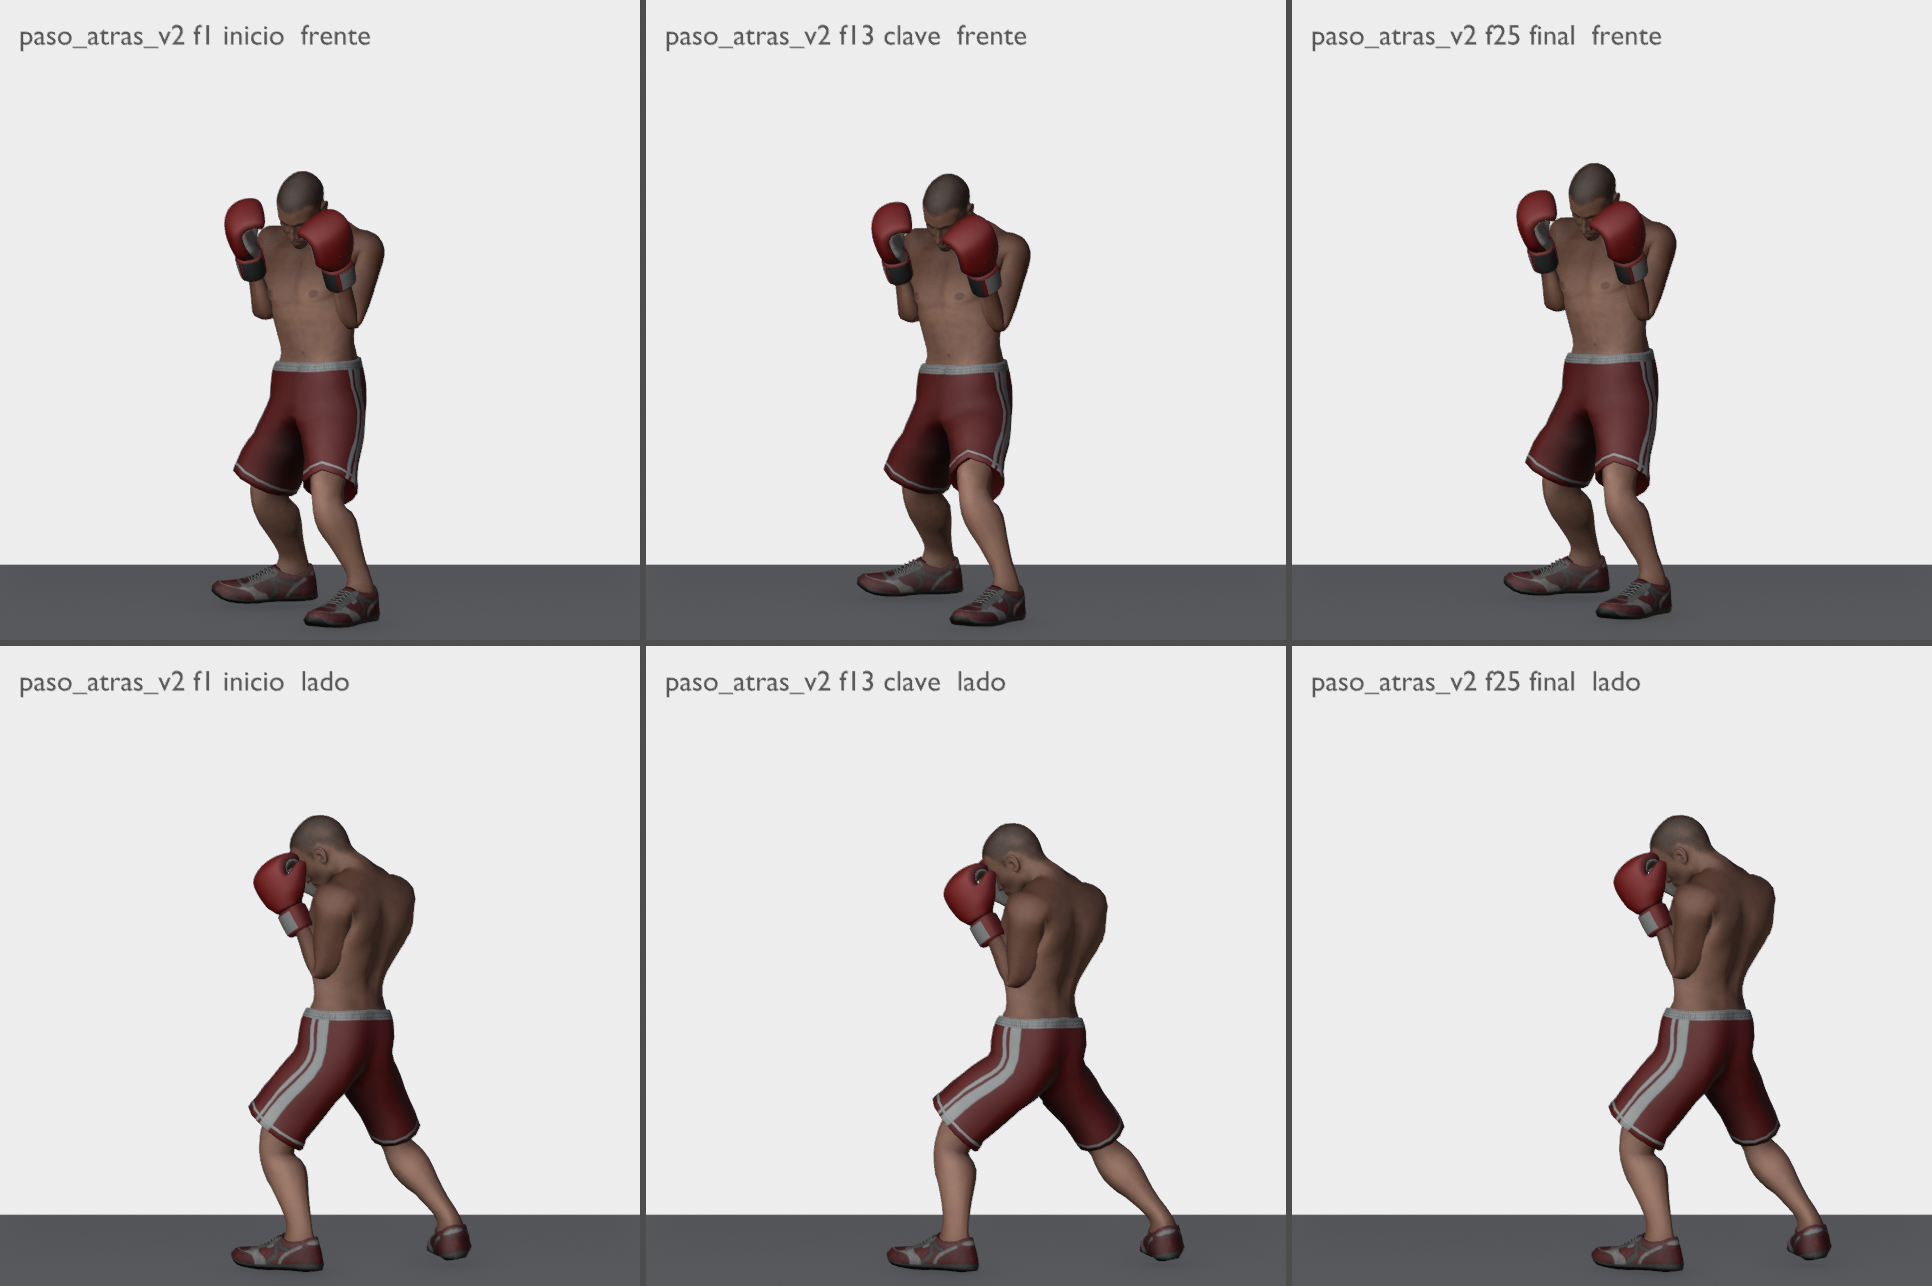 paso_atras_v2 f1 inicio  frente
paso_atras_v2 f13 clave  frente
paso_atras_v2 f25 final  frente
paso_atras_v2 f1 inicio  lado
paso_atras_v2 f13 clave  lado
paso_atras_v2 f25 final  lado